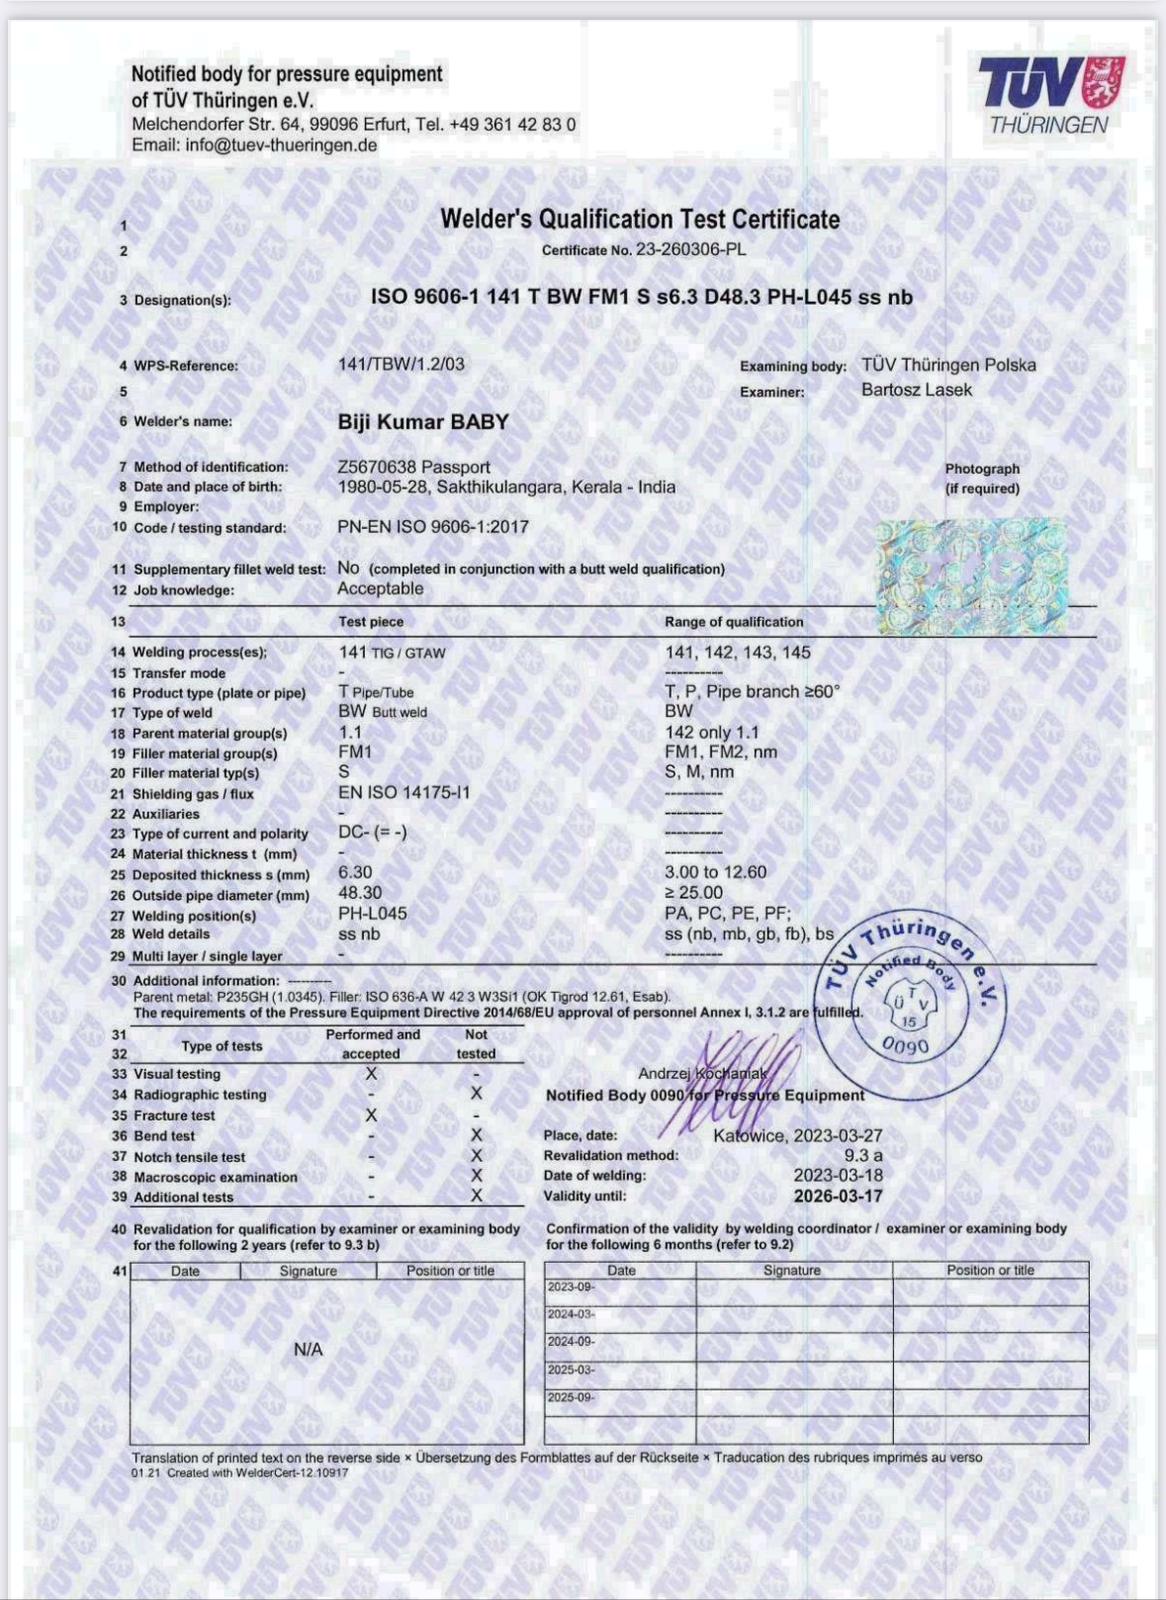 Notified body for pressure equipment
of TÜV Thüringen e.V.
Melchendorfer Str. 64, 99096 Erfurt, Tel. +49 361 42 83 0
Email: info@tuev-thueringen.de
TÜV
THÜRINGEN
1 Welder's Qualification Test Certificate
2 Certificate No. 23-260306-PL
3 Designation(s): ISO 9606-1 141 T BW FM1 S s6.3 D48.3 PH-L045 ss nb
4 WPS-Reference: 141/TBW/1.2/03 Examining body: TÜV Thüringen Polska
5 Examiner: Bartosz Lasek
6 Welder's name: Biji Kumar BABY
7 Method of identification: Z5670638 Passport Photograph
8 Date and place of birth: 1980-05-28, Sakthikulangara, Kerala - India (if required)
9 Employer:
10 Code / testing standard: PN-EN ISO 9606-1:2017
11 Supplementary fillet weld test: No (completed in conjunction with a butt weld qualification)
12 Job knowledge: Acceptable
13 Test piece Range of qualification
14 Welding process(es); 141 TIG / GTAW 141, 142, 143, 145
15 Transfer mode - ----------
16 Product type (plate or pipe) T Pipe/Tube T, P, Pipe branch ≥60°
17 Type of weld BW Butt weld BW
18 Parent material group(s) 1.1 142 only 1.1
19 Filler material group(s) FM1 FM1, FM2, nm
20 Filler material typ(s) S S, M, nm
21 Shielding gas / flux EN ISO 14175-I1 ----------
22 Auxiliaries - ----------
23 Type of current and polarity DC- (= -) ----------
24 Material thickness t (mm) - ----------
25 Deposited thickness s (mm) 6.30 3.00 to 12.60
26 Outside pipe diameter (mm) 48.30 ≥ 25.00
27 Welding position(s) PH-L045 PA, PC, PE, PF;
28 Weld details ss nb ss (nb, mb, gb, fb), bs
29 Multi layer / single layer - ----------
30 Additional information: --------
Parent metal: P235GH (1.0345). Filler: ISO 636-A W 42 3 W3Si1 (OK Tigrod 12.61, Esab).
The requirements of the Pressure Equipment Directive 2014/68/EU approval of personnel Annex I, 3.1.2 are fulfilled.
TÜV Thüringen e.V.
Notified Body
TÜV
15
0090
31 Type of tests Performed and Not
32 accepted tested
33 Visual testing X -
34 Radiographic testing - X
35 Fracture test X -
36 Bend test - X
37 Notch tensile test - X
38 Macroscopic examination - X
39 Additional tests - X
Andrzej Kochaniak
Notified Body 0090 for Pressure Equipment
Place, date: Katowice, 2023-03-27
Revalidation method: 9.3 a
Date of welding: 2023-03-18
Validity until: 2026-03-17
40 Revalidation for qualification by examiner or examining body
for the following 2 years (refer to 9.3 b)
Confirmation of the validity by welding coordinator / examiner or examining body
for the following 6 months (refer to 9.2)
41 Date Signature Position or title
N/A
Date Signature Position or title
2023-09-
2024-03-
2024-09-
2025-03-
2025-09-
Translation of printed text on the reverse side × Übersetzung des Formblattes auf der Rückseite × Traducation des rubriques imprimés au verso
01.21 Created with WelderCert-12.10917